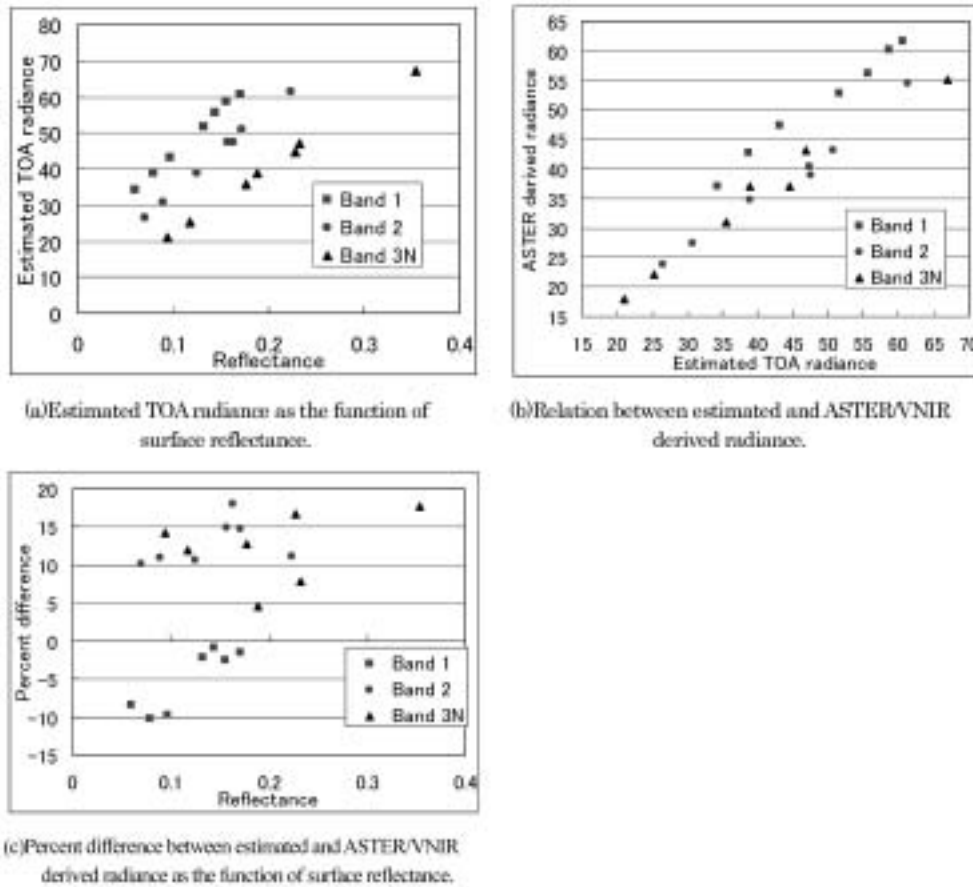 Estimated TOA radiance
80
70
60
50
40
30
20
10
0
0 0.1 0.2 0.3 0.4
Reflectance
Band 1
Band 2
Band 3N
(a)Estimated TOA radiance as the function of
surface reflectance.
ASTER derived radiance
65
60
55
50
45
40
35
30
25
20
15
15 20 25 30 35 40 45 50 55 60 65 70
Estimated TOA radiance
Band 1
Band 2
Band 3N
(b)Relation between estimated and ASTER/VNIR
derived radiance.
Percent difference
20
15
10
5
0
-5
-10
-15
0 0.1 0.2 0.3 0.4
Reflectance
Band 1
Band 2
Band 3N
(c)Percent difference between estimated and ASTER/VNIR
derived radiance as the function of surface reflectance.